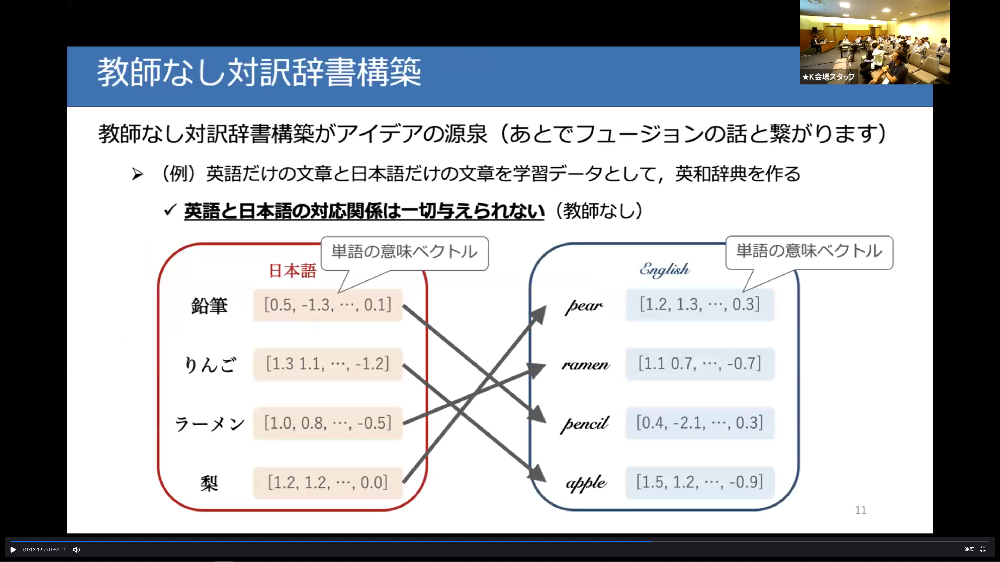 ★K会場スタッフ
教師なし対訳辞書構築
教師なし対訳辞書構築がアイデアの源泉（あとでフュージョンの話と繋がります）
➢ （例）英語だけの文章と日本語だけの文章を学習データとして，英和辞典を作る
✓ 英語と日本語の対応関係は一切与えられない（教師なし）
日本語
単語の意味ベクトル
鉛筆 [0.5, -1.3, …, 0.1]
りんご [1.3 1.1, …, -1.2]
ラーメン [1.0, 0.8, …, -0.5]
梨 [1.2, 1.2, …, 0.0]
English
単語の意味ベクトル
pear [1.2, 1.3, …, 0.3]
ramen [1.1 0.7, …, -0.7]
pencil [0.4, -2.1, …, 0.3]
apple [1.5, 1.2, …, -0.9]
11
01:13:19 / 01:52:01
速度